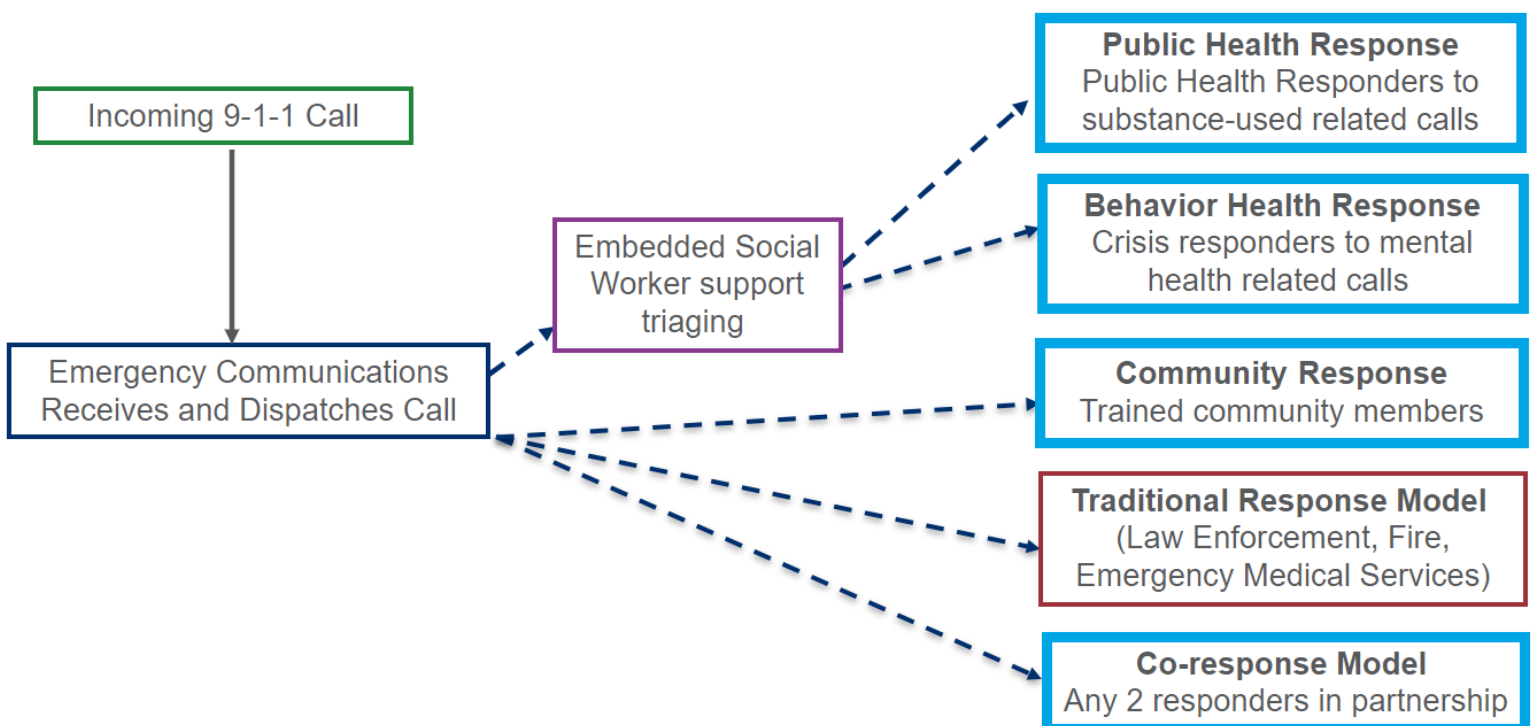 Incoming 9-1-1 Call
Emergency Communications
Receives and Dispatches Call
Embedded Social
Worker support
triaging
Public Health Response
Public Health Responders to
substance-used related calls
Behavior Health Response
Crisis responders to mental
health related calls
Community Response
Trained community members
Traditional Response Model
(Law Enforcement, Fire,
Emergency Medical Services)
Co-response Model
Any 2 responders in partnership